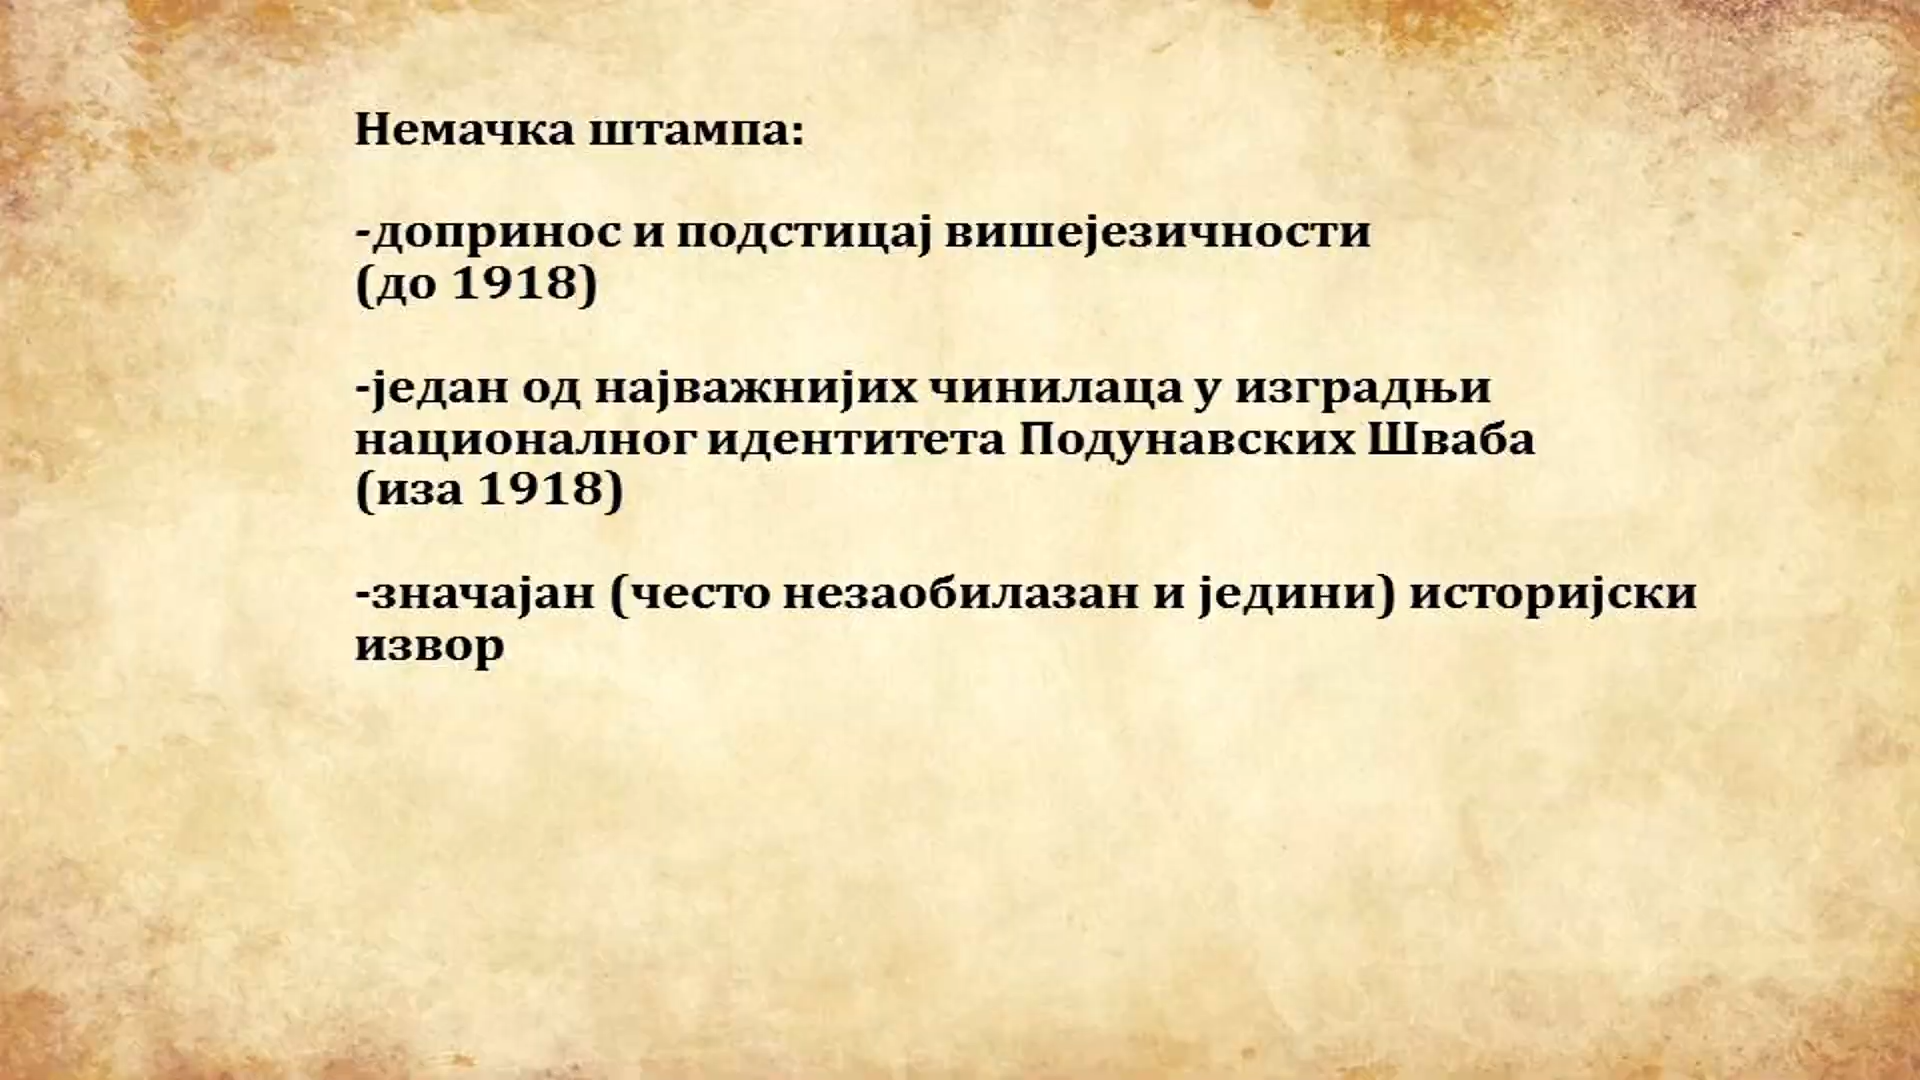 Немачка штампа:
-допринос и подстицај вишејезичности
(до 1918)
-један од најважнијих чинилаца у изградњи
националног идентитета Подунавских Шваба
(иза 1918)
-значајан (често незаобилазан и једини) историјски
извор